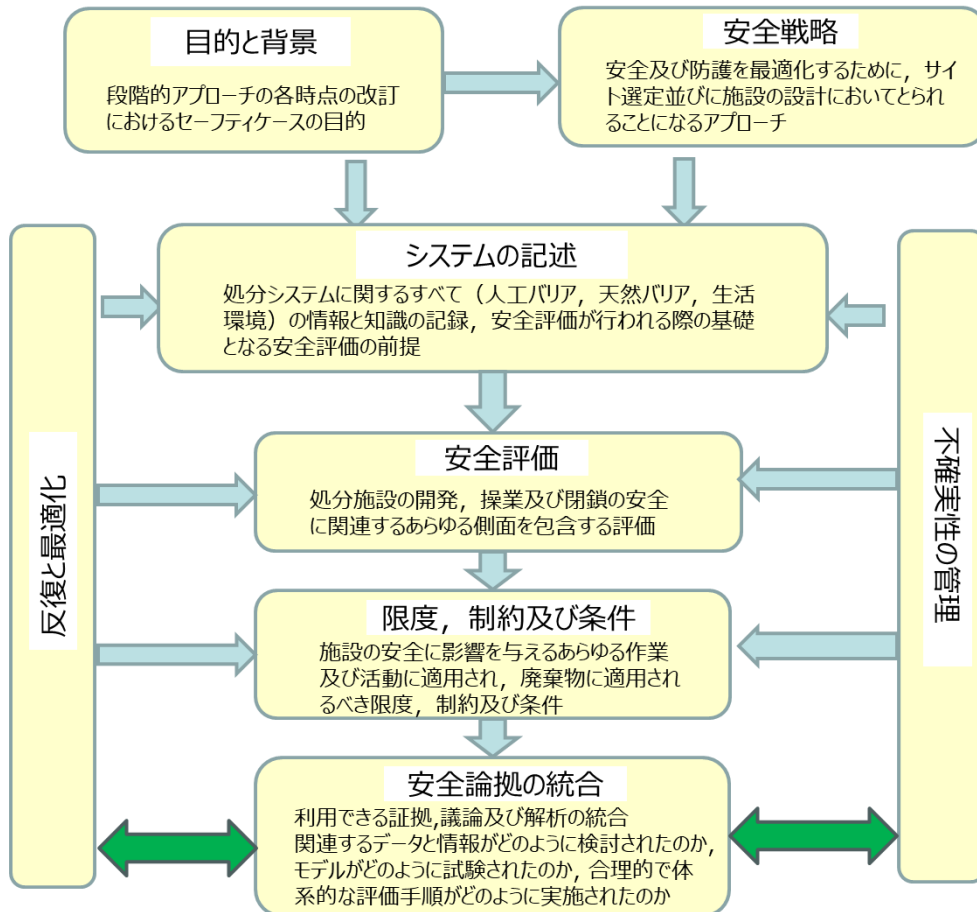 目的と背景
段階的アプローチの各時点の改訂
におけるセーフティケースの目的
安全戦略
安全及び防護を最適化するために，サイ
ト選定並びに施設の設計においてとられ
ることになるアプローチ
システムの記述
処分システムに関するすべて（人工バリア，天然バリア，生活
環境）の情報と知識の記録，安全評価が行われる際の基礎
となる安全評価の前提
反復と最適化
不確実性の管理
安全評価
処分施設の開発，操業及び閉鎖の安全
に関連するあらゆる側面を包含する評価
限度，制約及び条件
施設の安全に影響を与えるあらゆる作業
及び活動に適用され，廃棄物に適用され
るべき限度，制約及び条件
安全論拠の統合
利用できる証拠,議論及び解析の統合
関連するデータと情報がどのように検討されたのか，
モデルがどのように試験されたのか，合理的で体
系的な評価手順がどのように実施されたのか